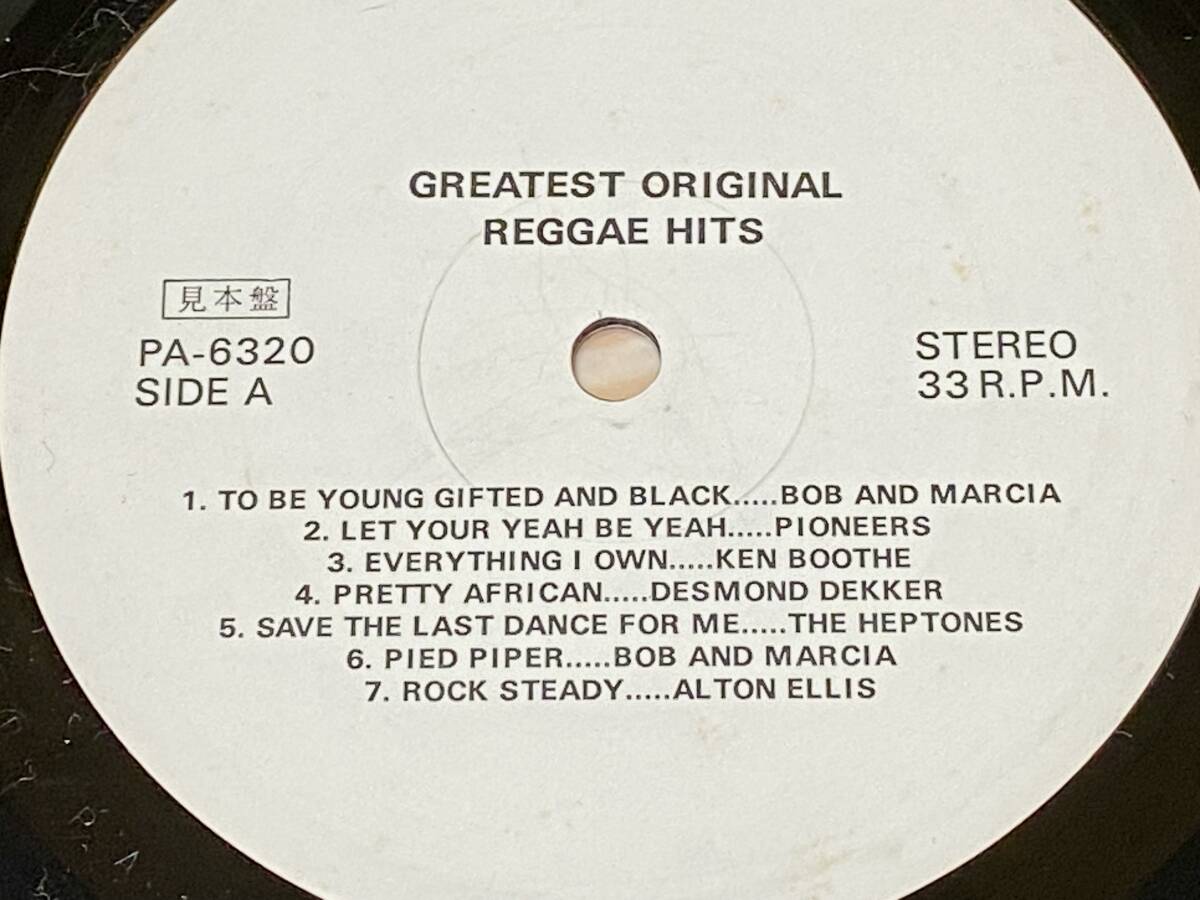 GREATEST ORIGINAL
REGGAE HITS
見本盤
PA-6320
SIDE A
STEREO
33 R.P.M.
1. TO BE YOUNG GIFTED AND BLACK.....BOB AND MARCIA
2. LET YOUR YEAH BE YEAH.....PIONEERS
3. EVERYTHING I OWN.....KEN BOOTHE
4. PRETTY AFRICAN.....DESMOND DEKKER
5. SAVE THE LAST DANCE FOR ME.....THE HEPTONES
6. PIED PIPER.....BOB AND MARCIA
7. ROCK STEADY.....ALTON ELLIS